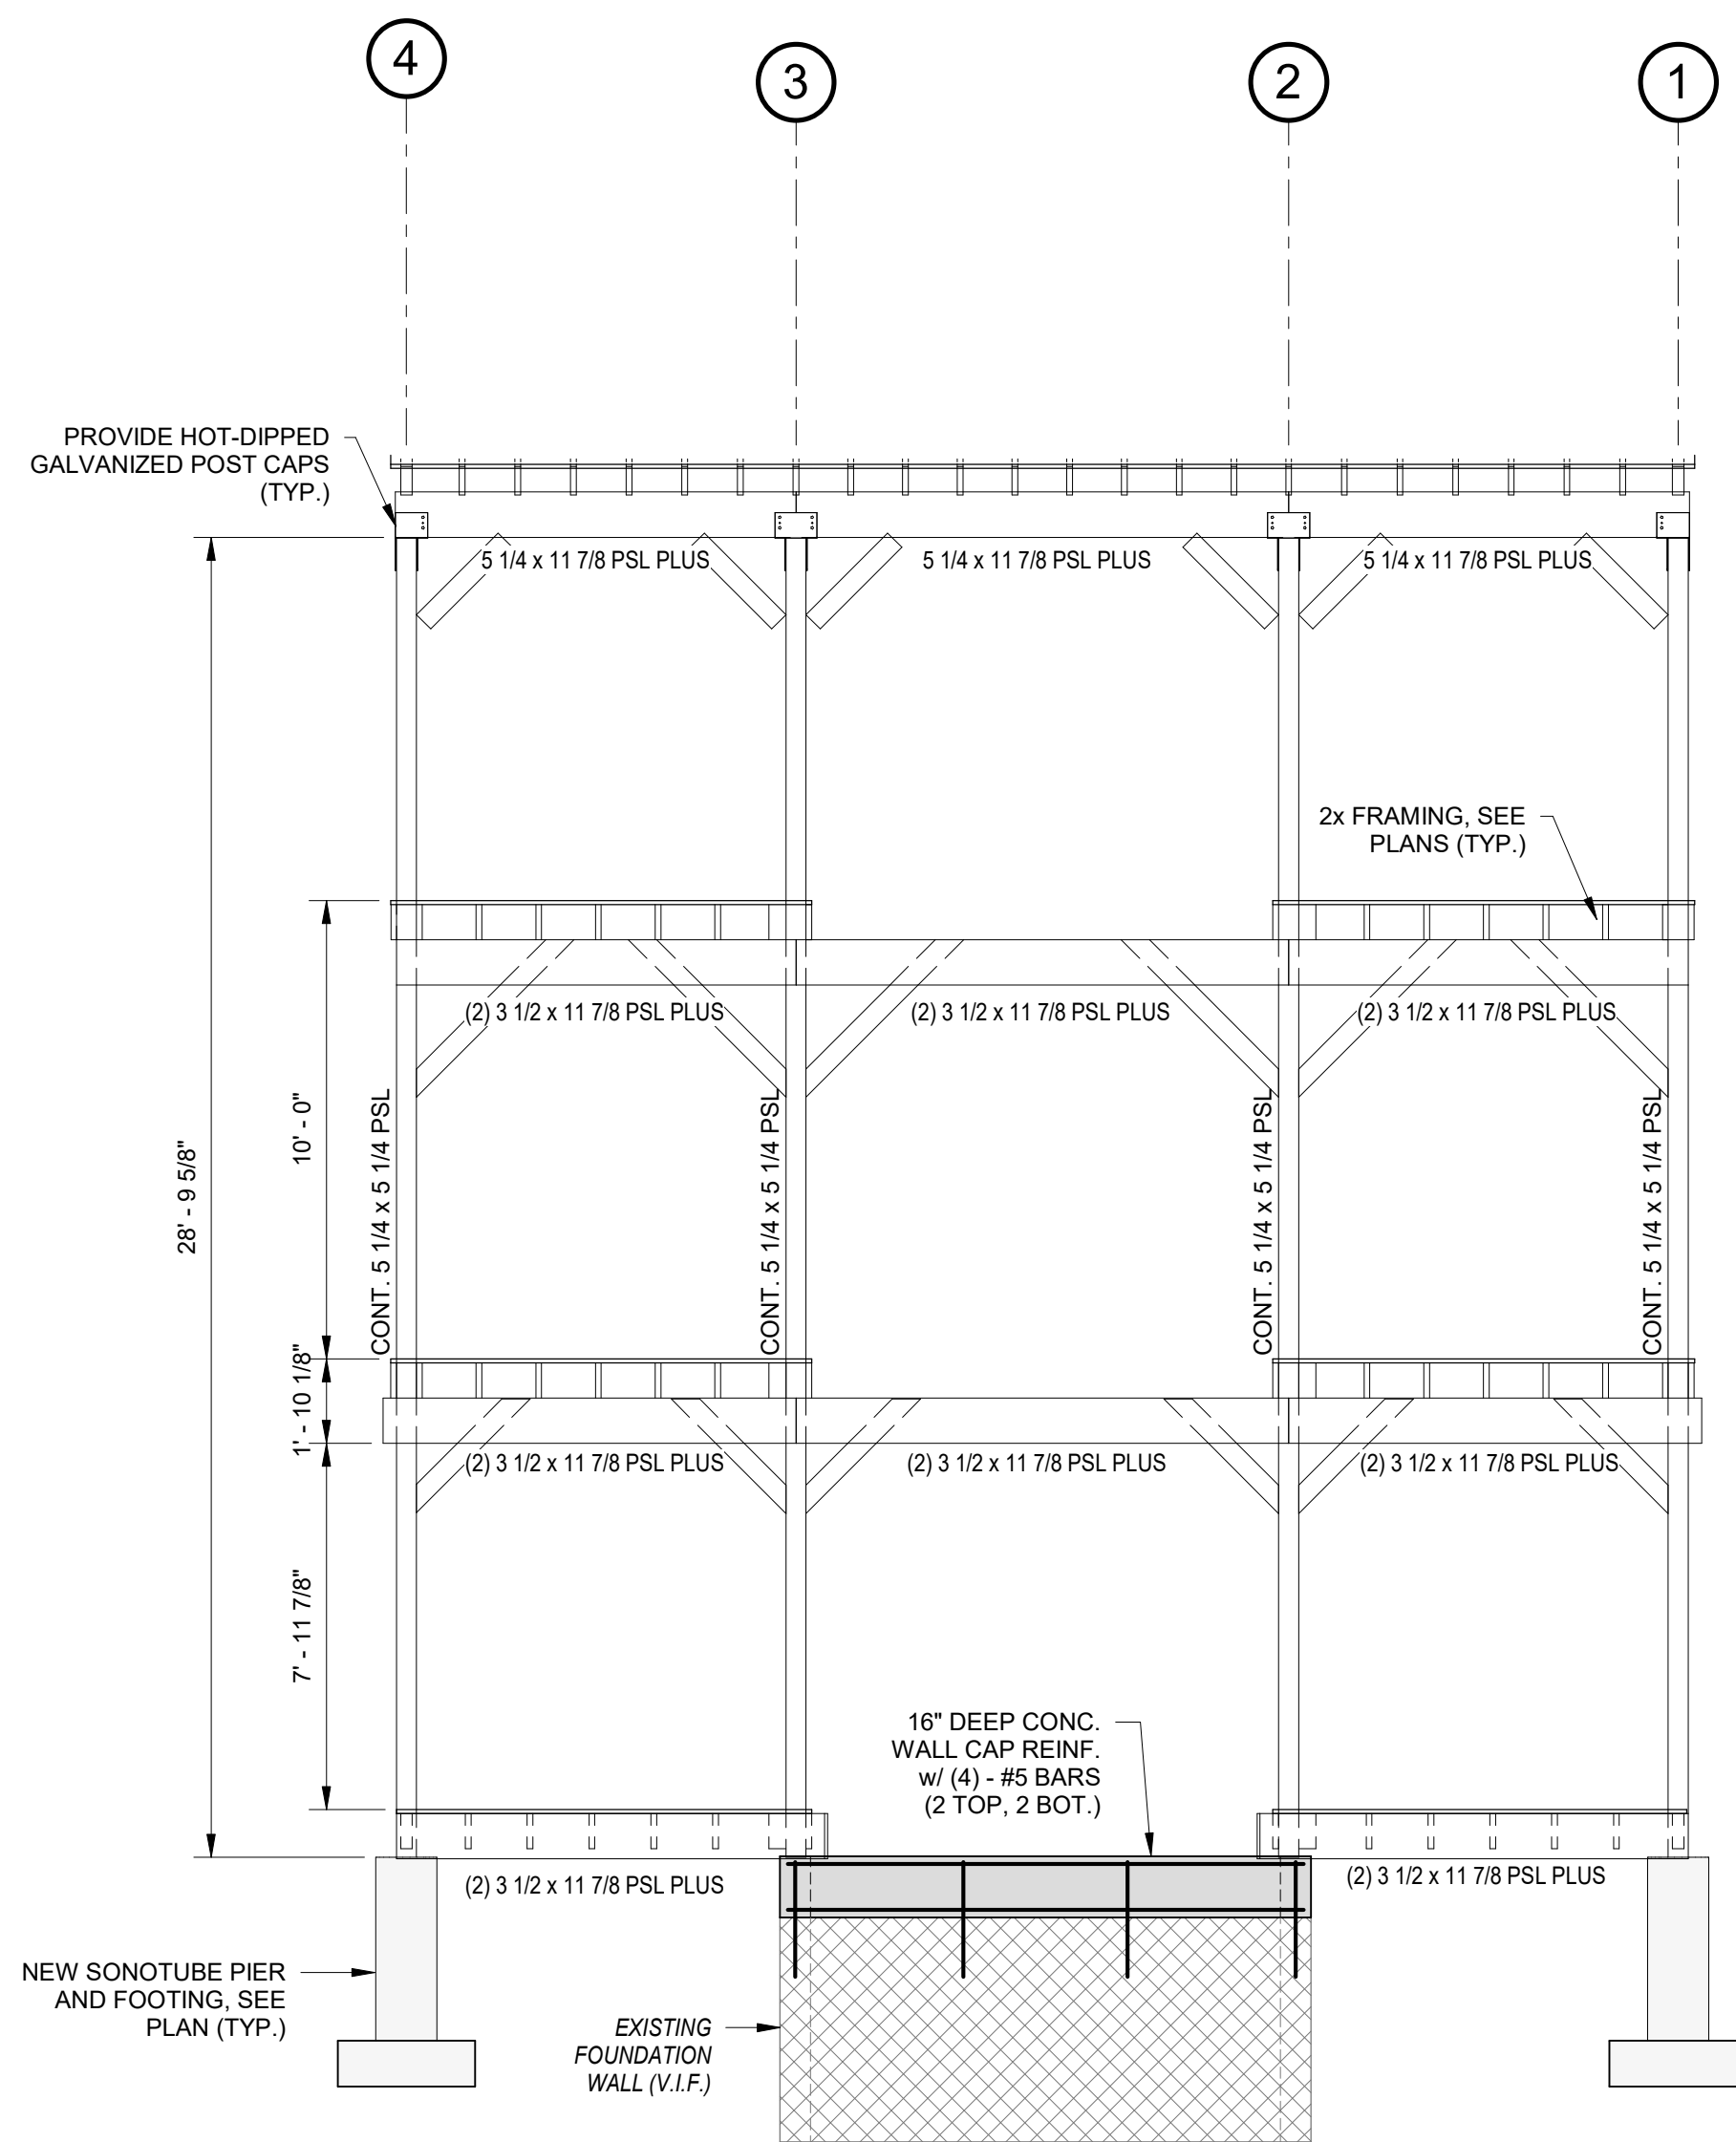 4
3
2
1
PROVIDE HOT-DIPPED
GALVANIZED POST CAPS
(TYP.)
5 1/4 x 11 7/8 PSL PLUS
5 1/4 x 11 7/8 PSL PLUS
5 1/4 x 11 7/8 PSL PLUS
2x FRAMING, SEE
PLANS (TYP.)
(2) 3 1/2 x 11 7/8 PSL PLUS
(2) 3 1/2 x 11 7/8 PSL PLUS
(2) 3 1/2 x 11 7/8 PSL PLUS
28' - 9 5/8"
10' - 0"
CONT. 5 1/4 x 5 1/4 PSL
CONT. 5 1/4 x 5 1/4 PSL
CONT. 5 1/4 x 5 1/4 PSL
CONT. 5 1/4 x 5 1/4 PSL
1' - 10 1/8"
(2) 3 1/2 x 11 7/8 PSL PLUS
(2) 3 1/2 x 11 7/8 PSL PLUS
(2) 3 1/2 x 11 7/8 PSL PLUS
7' - 11 7/8"
16" DEEP CONC.
WALL CAP REINF.
w/ (4) - #5 BARS
(2 TOP, 2 BOT.)
(2) 3 1/2 x 11 7/8 PSL PLUS
(2) 3 1/2 x 11 7/8 PSL PLUS
NEW SONOTUBE PIER
AND FOOTING, SEE
PLAN (TYP.)
EXISTING
FOUNDATION
WALL (V.I.F.)